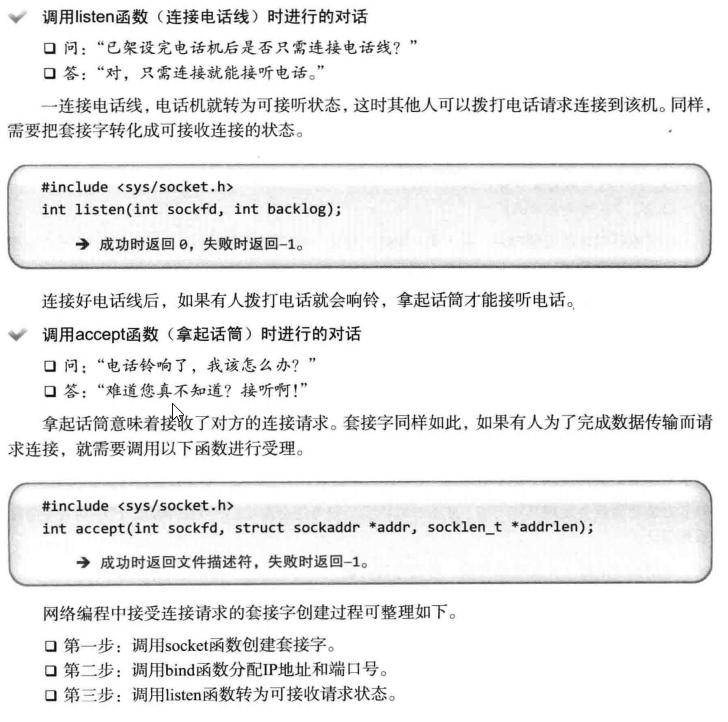 调用listen函数（连接电话线）时进行的对话
问：“已架设完电话机后是否只需连接电话线？”
答：“对，只需连接就能接听电话。”
一连接电话线，电话机就转为可接听状态，这时其他人可以拨打电话请求连接到该机。同样，
需要把套接字转化成可接收连接的状态。
#include <sys/socket.h>
int listen(int sockfd, int backlog);
→ 成功时返回0，失败时返回–1。
连接好电话线后，如果有人拨打电话就会响铃，拿起话筒才能接听电话。
调用accept函数（拿起话筒）时进行的对话
问：“电话铃响了，我该怎么办？”
答：“难道您真不知道？接听啊！”
拿起话筒意味着接收了对方的连接请求。套接字同样如此，如果有人为了完成数据传输而请
求连接，就需要调用以下函数进行受理。
#include <sys/socket.h>
int accept(int sockfd, struct sockaddr *addr, socklen_t *addrlen);
→ 成功时返回文件描述符，失败时返回–1。
网络编程中接受连接请求的套接字创建过程可整理如下。
第一步：调用socket函数创建套接字。
第二步：调用bind函数分配IP地址和端口号。
第三步：调用listen函数转为可接收请求状态。